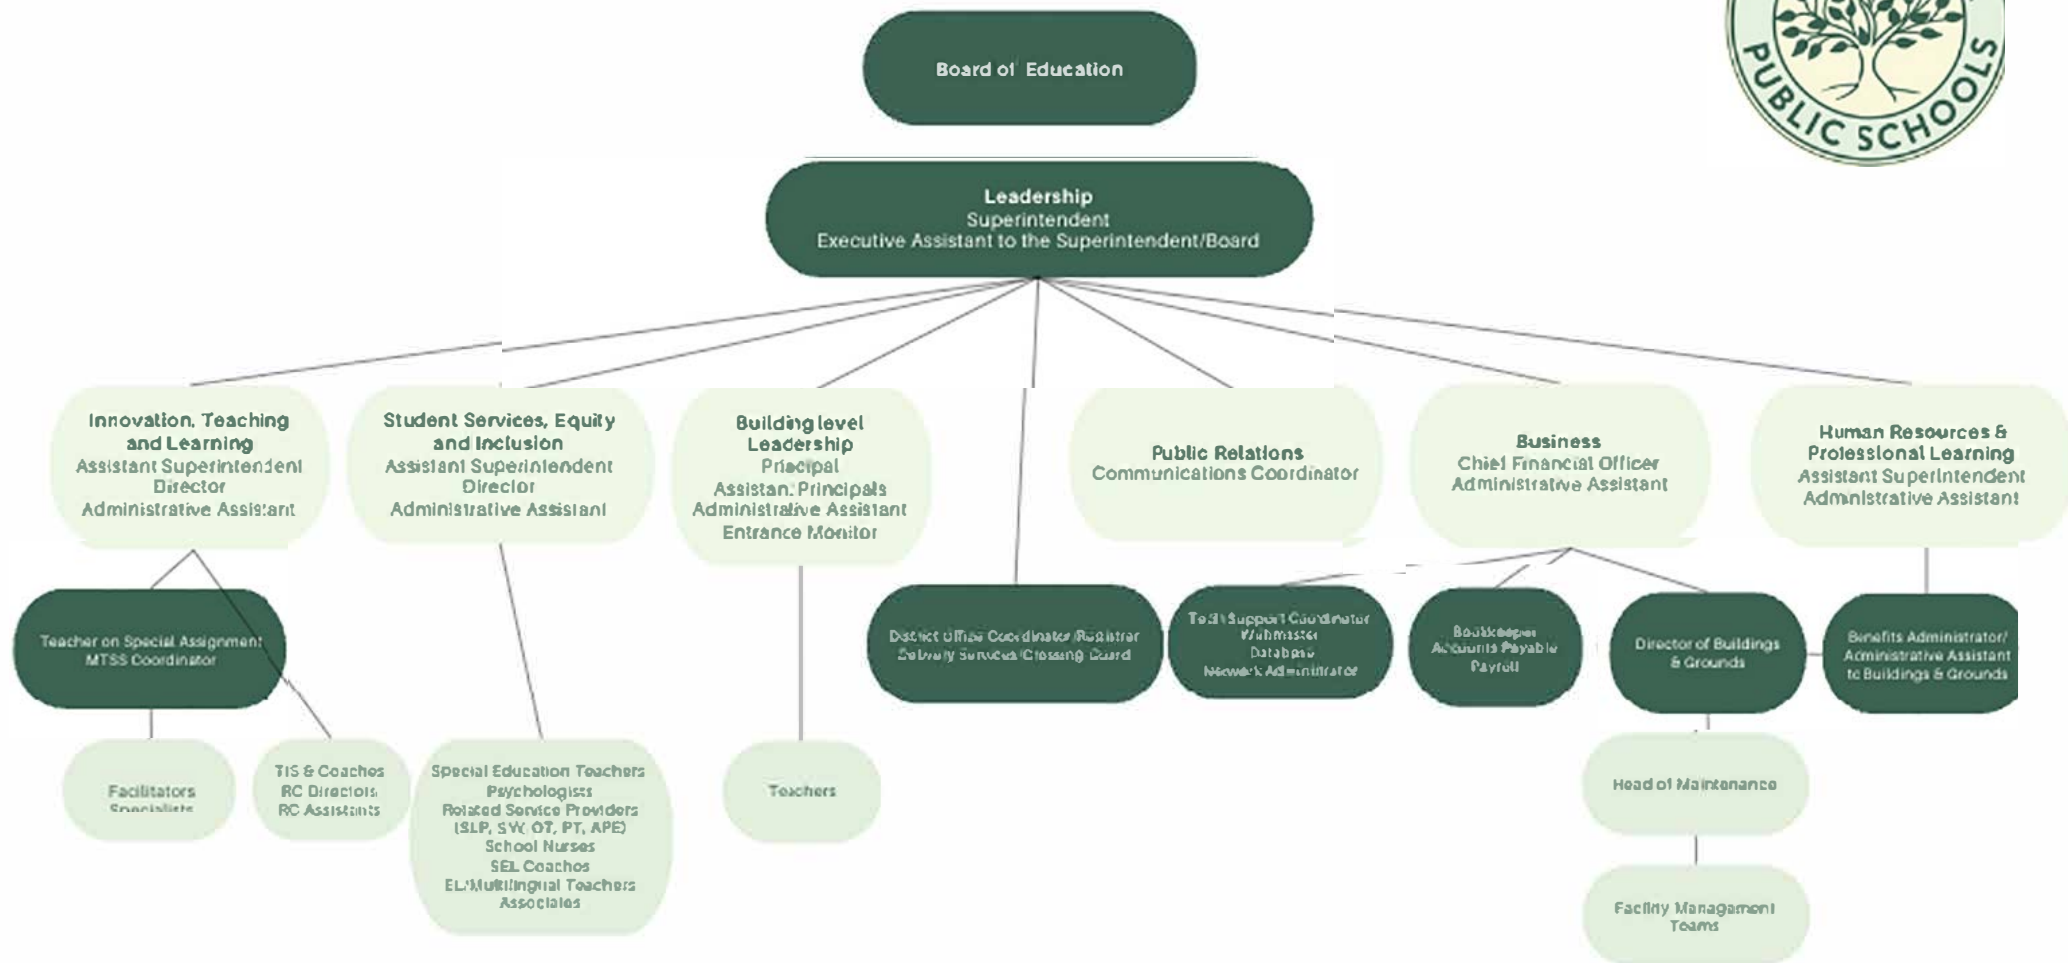 PUBLIC SCHOOLS
Board of Education
Leadership
Superintendent
Executive Assistant to the Superintendent/Board
Innovation, Teaching
and Learning
Assistant Superintendent
Director
Administrative Assistant
Student Services, Equity
and Inclusion
Assistant Superintendent
Director
Administrative Assistant
Building level
Leadership
Principal
Assistant Principals
Administrative Assistant
Entrance Monitor
Public Relations
Communications Coordinator
Business
Chief Financial Officer
Administrative Assistant
Human Resources &
Professional Learning
Assistant Superintendent
Administrative Assistant
Teacher on Special Assignment
MTSS Coordinator
District Office Coordinator/Registrar
Delivery Services/Crossing Guard
Tech Support Coordinator
Webmaster
Database
Network Administrator
Bookkeeper
Accounts Payable
Payroll
Director of Buildings
& Grounds
Benefits Administrator/
Administrative Assistant
to Buildings & Grounds
Facilitators
Specialists
TIS & Coaches
RC Directors
RC Assistants
Special Education Teachers
Psychologists
Related Service Providers
(SLP, SW, OT, PT, APE)
School Nurses
SEL Coaches
EL/Multilingual Teachers
Associates
Teachers
Head of Maintenance
Facility Management
Teams